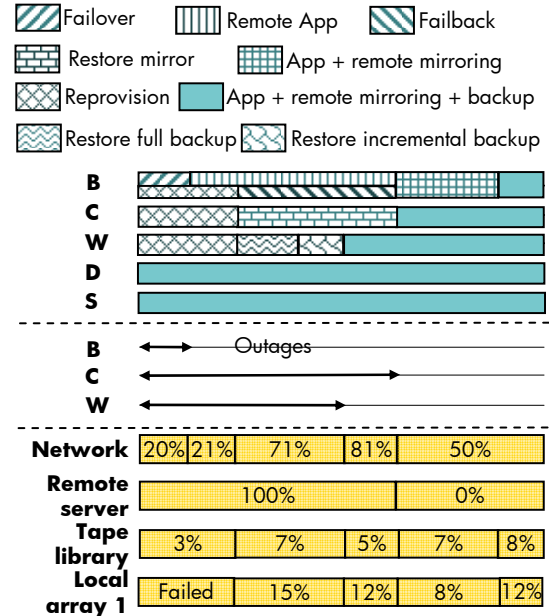 Failover Remote App Failback
Restore mirror App + remote mirroring
Reprovision App + remote mirroring + backup
Restore full backup Restore incremental backup
B
C
W
D
S
B Outages
C
W
Network 20% 21% 71% 81% 50%
Remote
server 100% 0%
Tape
library 3% 7% 5% 7% 8%
Local
array 1 Failed 15% 12% 8% 12%